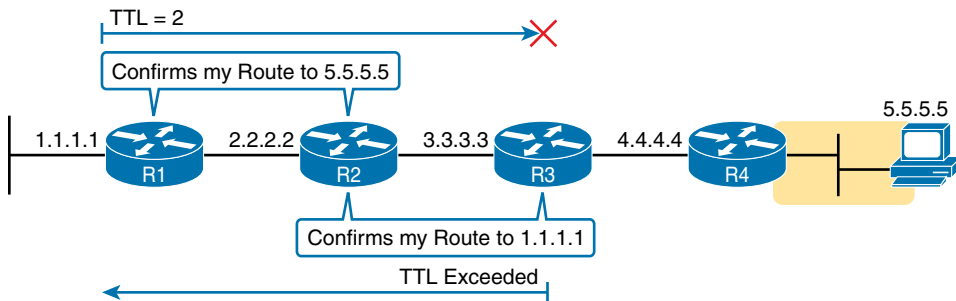 TTL = 2
Confirms my Route to 5.5.5.5
5.5.5.5
1.1.1.1
2.2.2.2
3.3.3.3
4.4.4.4
R1
R2
R3
R4
Confirms my Route to 1.1.1.1
TTL Exceeded